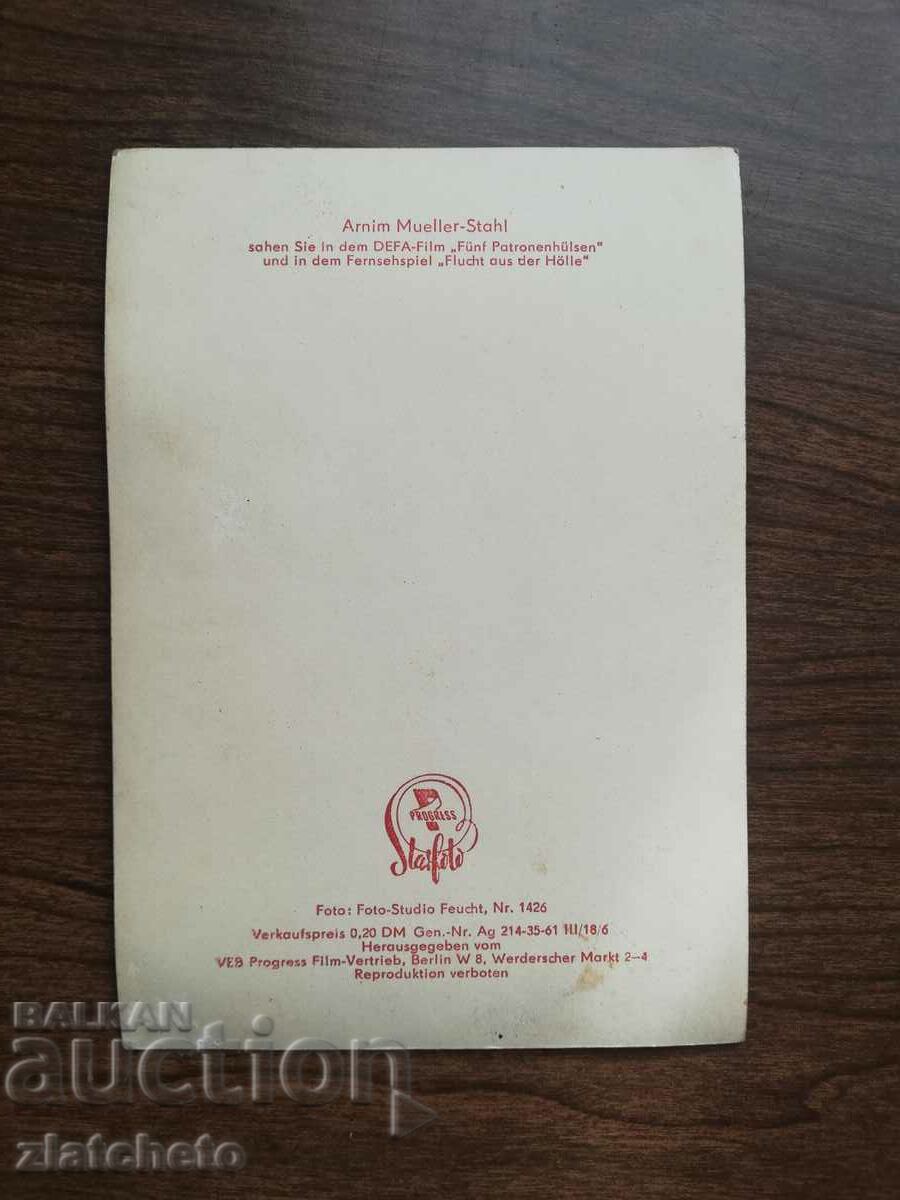 Arnim Mueller-Stahl
sahen Sie in dem DEFA-Film „Fünf Patronenhülsen"
und in dem Fernsehspiel „Flucht aus der Hölle"
PROGRESS
Starfoto
Foto: Foto-Studio Feucht, Nr. 1426
Verkaufspreis 0,20 DM Gen.-Nr. Ag 214-35-61 III/18/6
Herausgegeben vom
VEB Progress Film-Vertrieb, Berlin W 8, Werderscher Markt 2–4
Reproduktion verboten
BALKAN
auction
zlatcheto